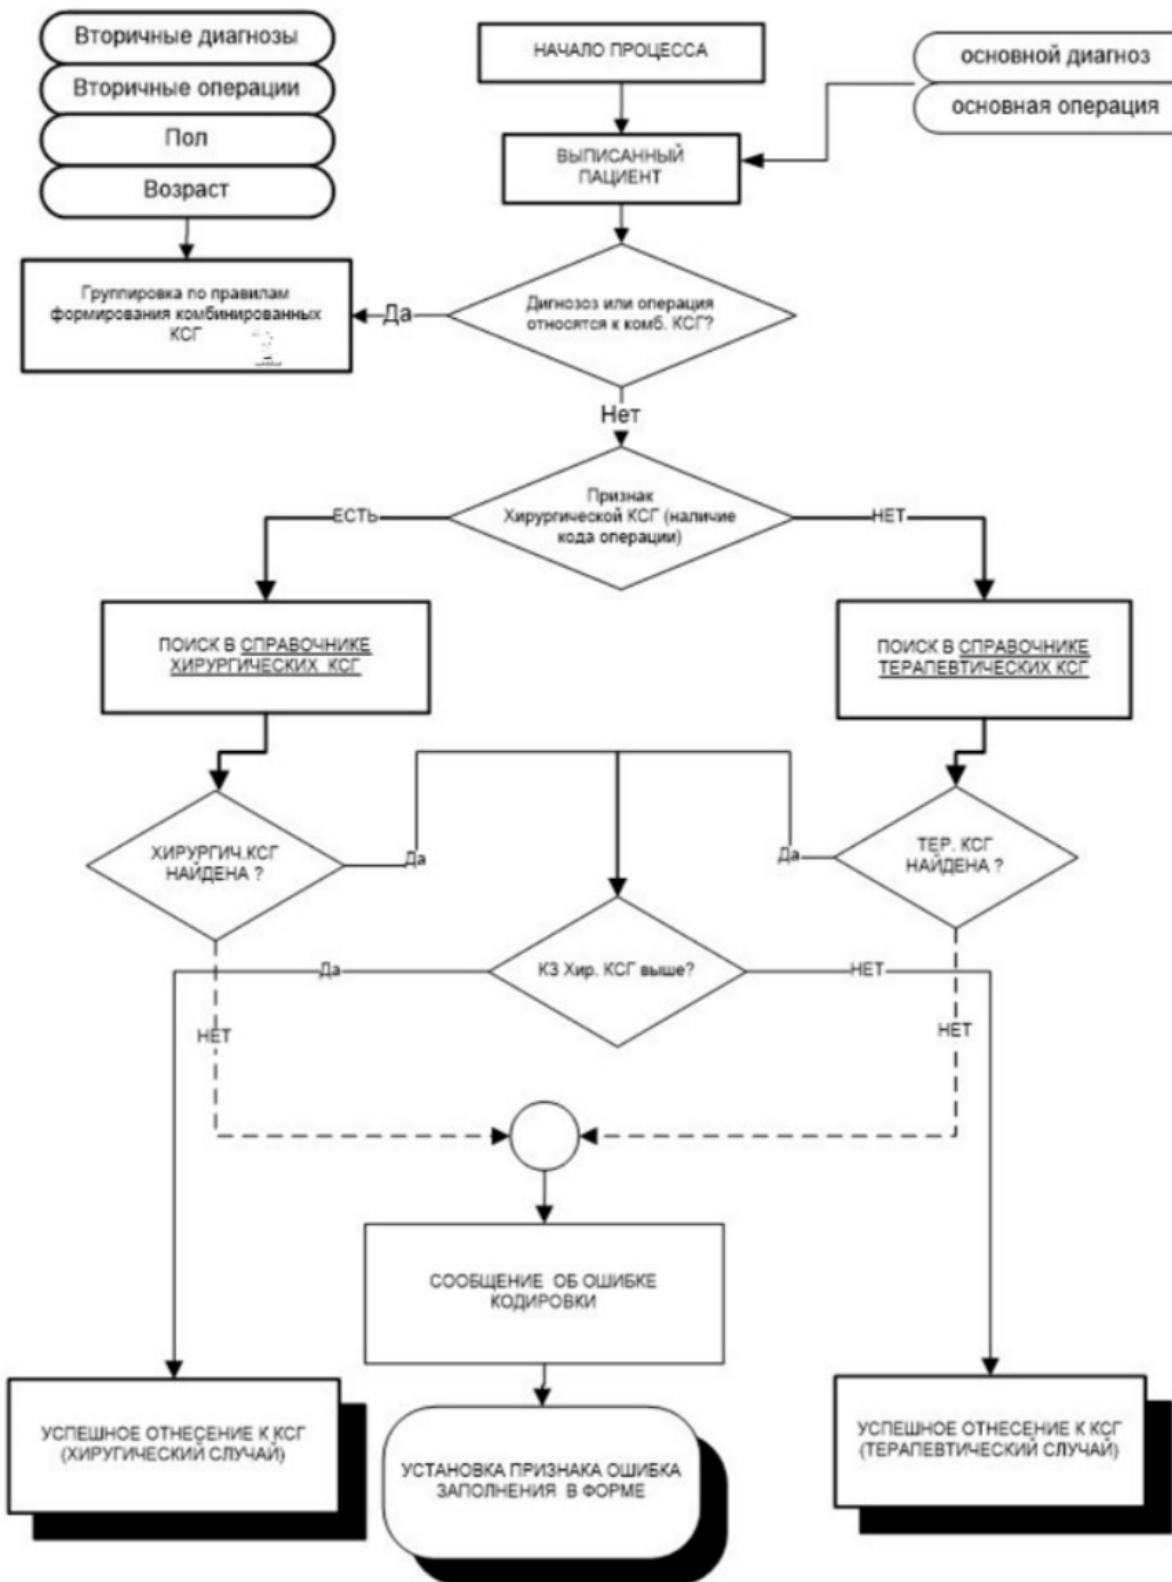 Вторичные диагнозы
Вторичные операции
Пол
Возраст
НАЧАЛО ПРОЦЕССА
основной диагноз
основная операция
ВЫПИСАННЫЙ
ПАЦИЕНТ
Группировка по правилам
формирования комбинированных
КСГ
Да
Дигнозоз или операция
относятся к комб. КСГ?
Нет
Признак
Хирургической КСГ (наличие
кода операции)
ЕСТЬ
НЕТ
ПОИСК В СПРАВОЧНИКЕ
ХИРУРГИЧЕСКИХ КСГ
ПОИСК В СПРАВОЧНИКЕ
ТЕРАПЕВТИЧЕСКИХ КСГ
ХИРУРГИЧ.КСГ
НАЙДЕНА ?
Да
Да
ТЕР. КСГ
НАЙДЕНА ?
Да
КЗ Хир. КСГ выше?
НЕТ
НЕТ
НЕТ
СООБЩЕНИЕ ОБ ОШИБКЕ
КОДИРОВКИ
УСПЕШНОЕ ОТНЕСЕНИЕ К КСГ
(ХИРУГИЧЕСКИЙ СЛУЧАЙ)
УСТАНОВКА ПРИЗНАКА ОШИБКА
ЗАПОЛНЕНИЯ В ФОРМЕ
УСПЕШНОЕ ОТНЕСЕНИЕ К КСГ
(ТЕРАПЕВТИЧЕСКИЙ СЛУЧАЙ)